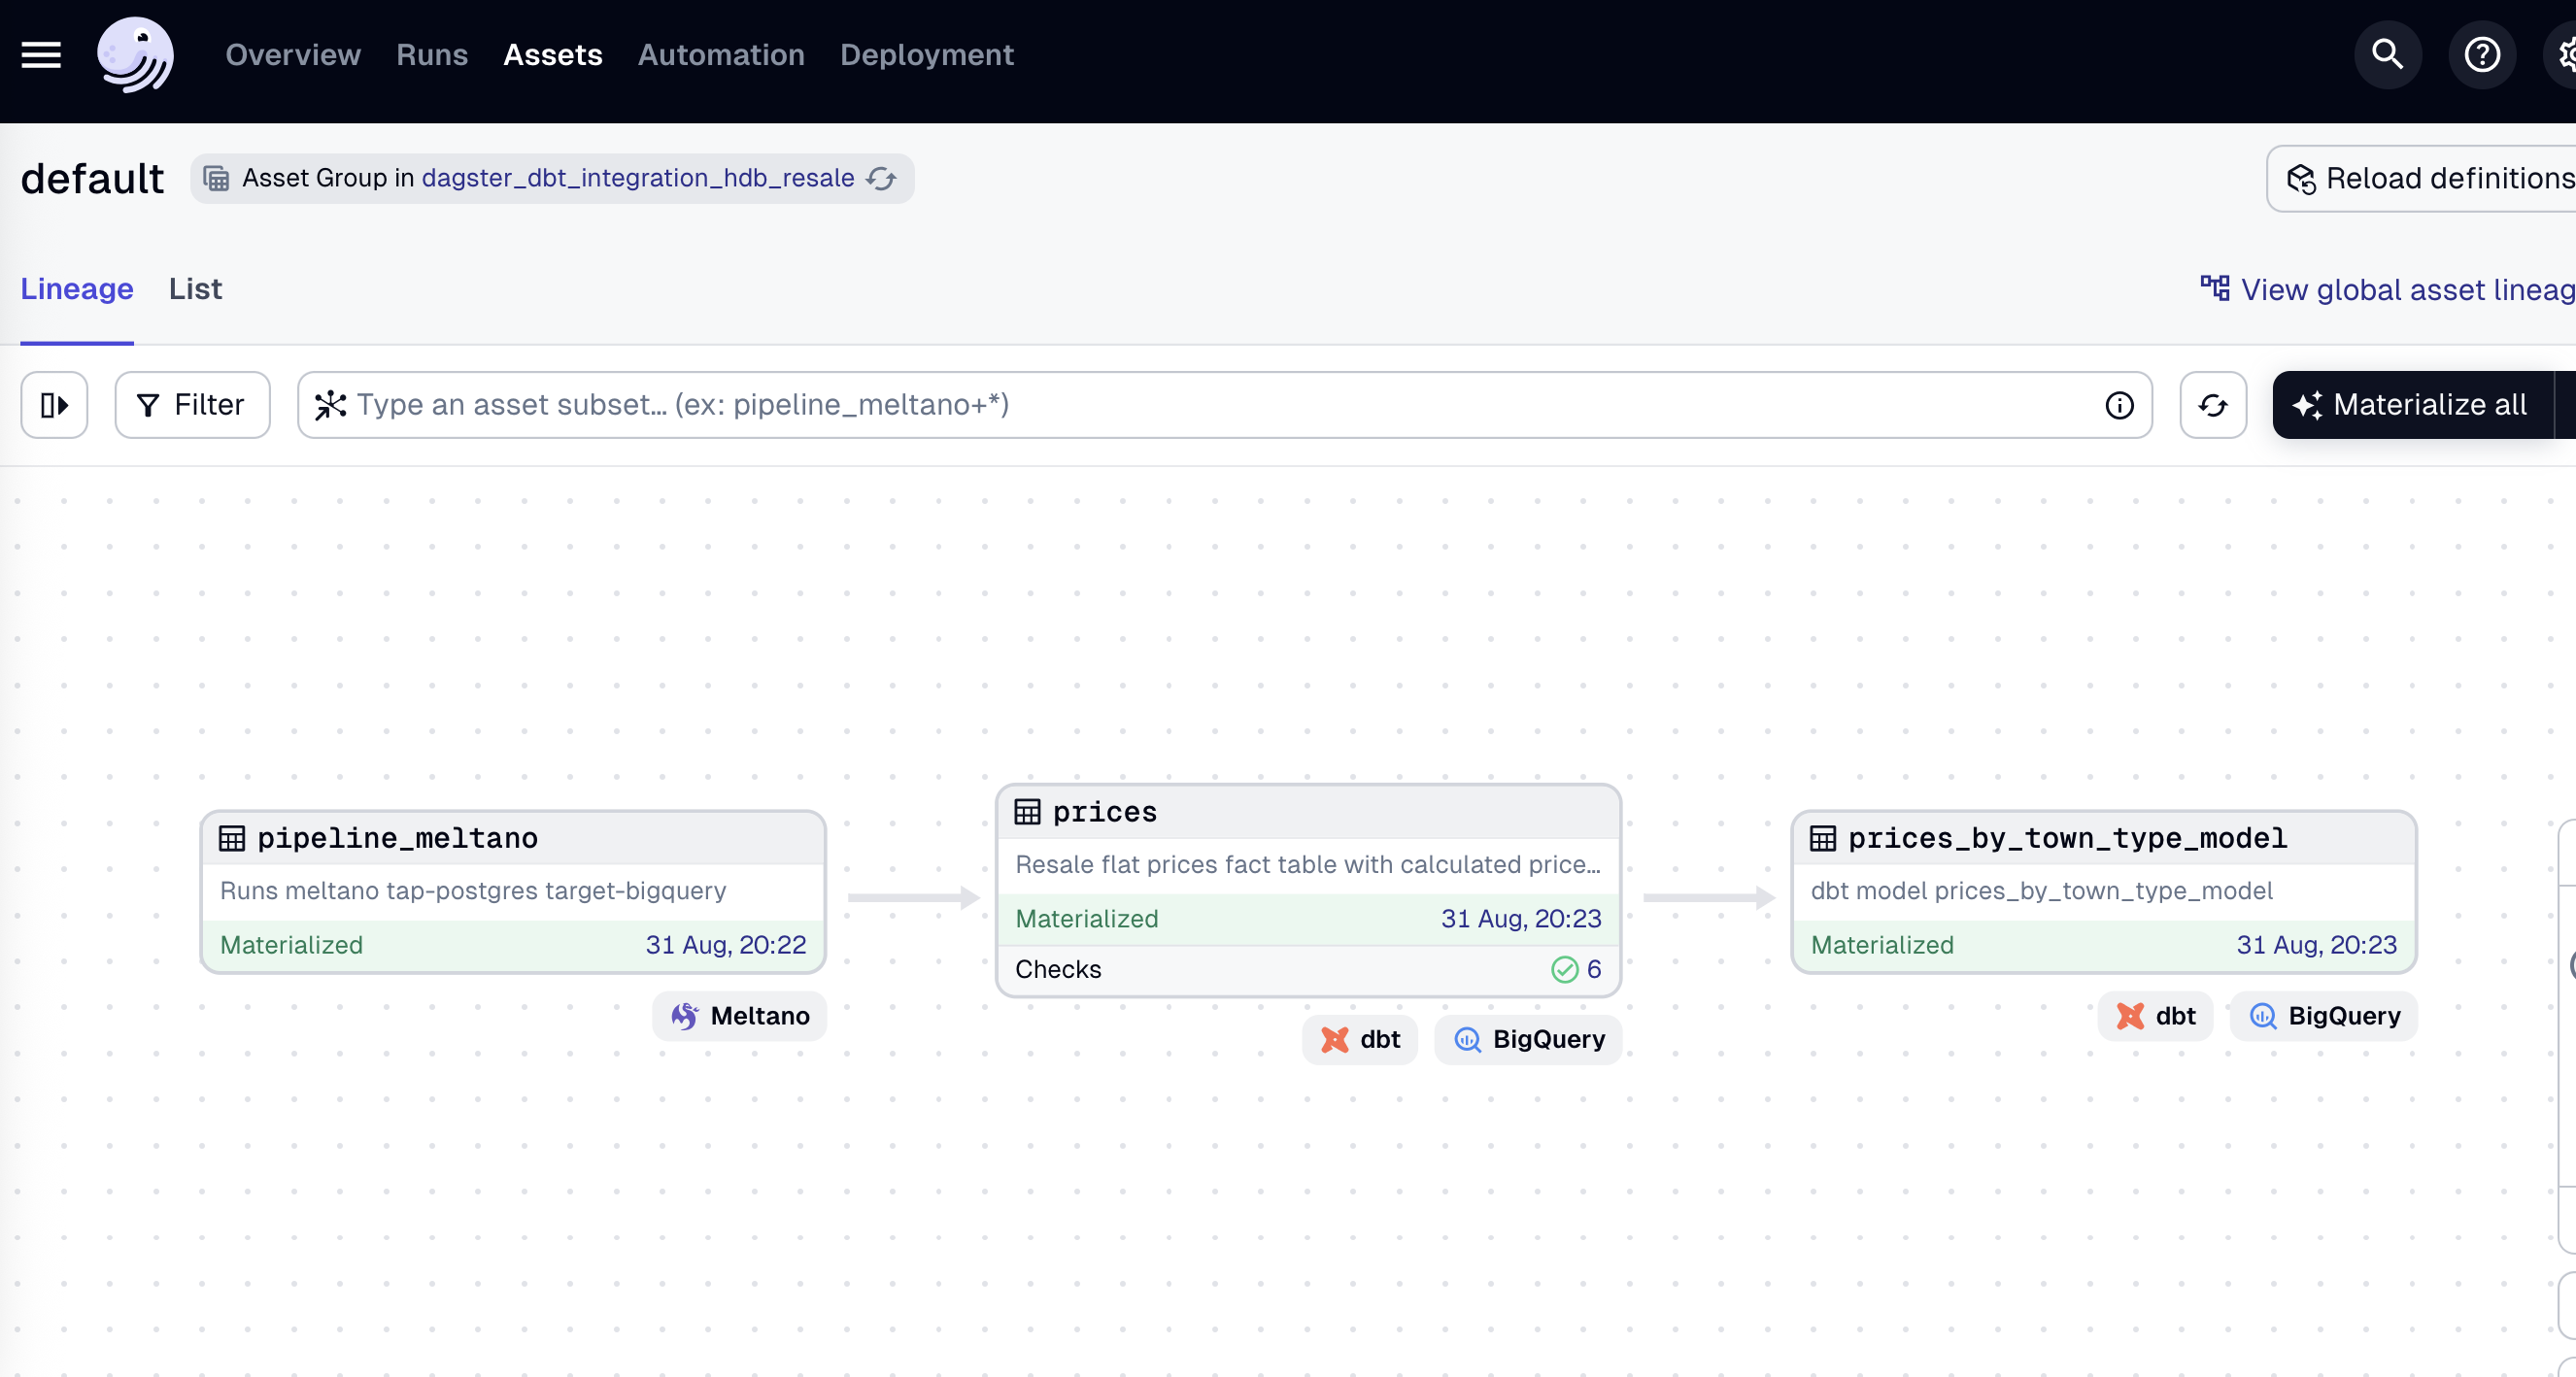 Overview Runs Assets Automation Deployment
default Asset Group in dagster_dbt_integration_hdb_resale Reload definitions
Lineage List View global asset lineag
Filter Type an asset subset... (ex: pipeline_meltano+*) Materialize all
pipeline_meltano
Runs meltano tap-postgres target-bigquery
Materialized 31 Aug, 20:22
Meltano
prices
Resale flat prices fact table with calculated price...
Materialized 31 Aug, 20:23
Checks 6
dbt BigQuery
prices_by_town_type_model
dbt model prices_by_town_type_model
Materialized 31 Aug, 20:23
dbt BigQuery